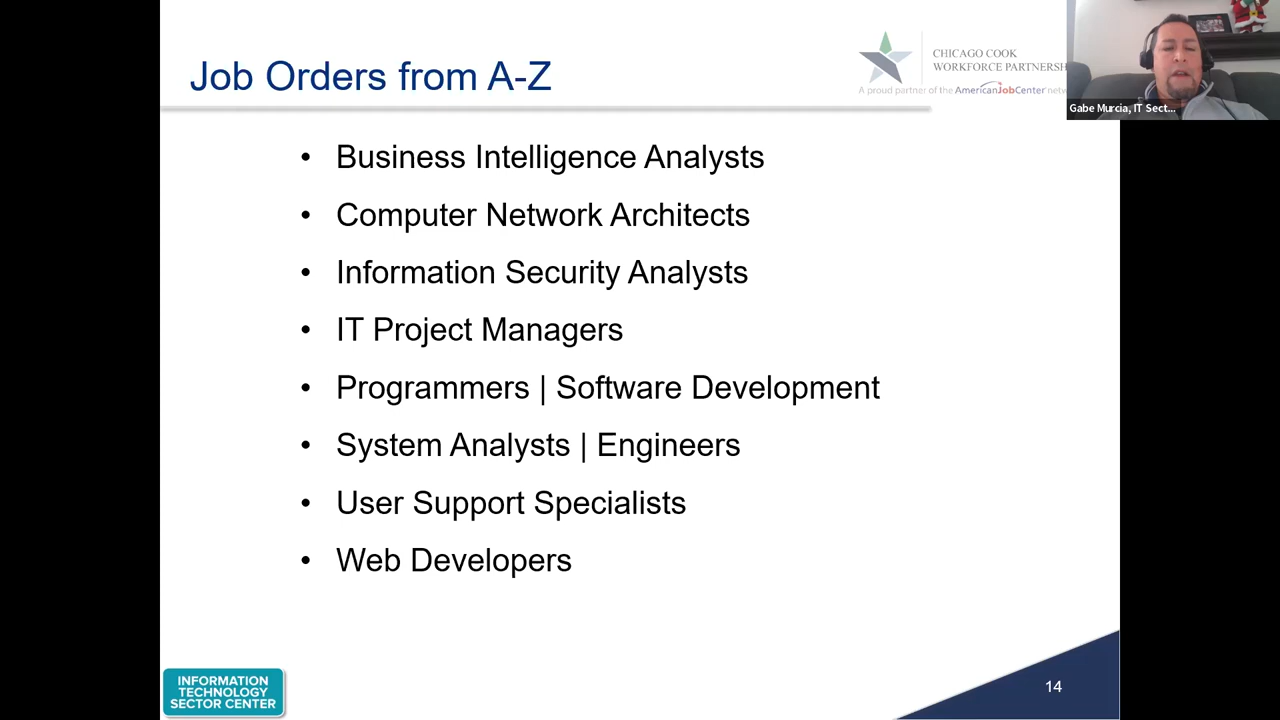 Job Orders from A-Z
CHICAGO COOK
WORKFORCE PARTNERSH
A proud partner of the AmericanJobCenter netw
Gabe Murcia, IT Sect...
• Business Intelligence Analysts
• Computer Network Architects
• Information Security Analysts
• IT Project Managers
• Programmers | Software Development
• System Analysts | Engineers
• User Support Specialists
• Web Developers
INFORMATION
TECHNOLOGY
SECTOR CENTER
14